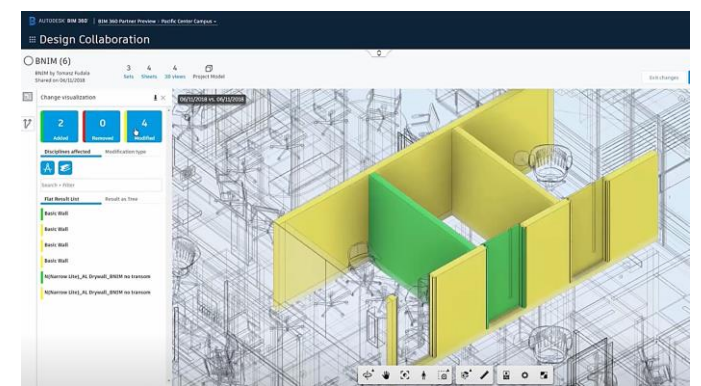 AUTODESK BIM 360 | BIM 360 Partner Preview - Pacific Center Campus
Design Collaboration
BNIM (6)
BNIM by Tomasz Fudala
Shared on 06/11/2018
3 Sets
4 Sheets
4 3D views
Project Model
Exit changes
Change visualization
06/11/2018 vs. 06/11/2018
2 Added
0 Removed
4 Modified
Disciplines affected
Modification type
Search + Filter
Flat Result List
Result as Tree
Basic Wall
Basic Wall
Basic Wall
Basic Wall
N(Narrow Lite)_AL Drywall_BNIM no transom
N(Narrow Lite)_AL Drywall_BNIM no transom